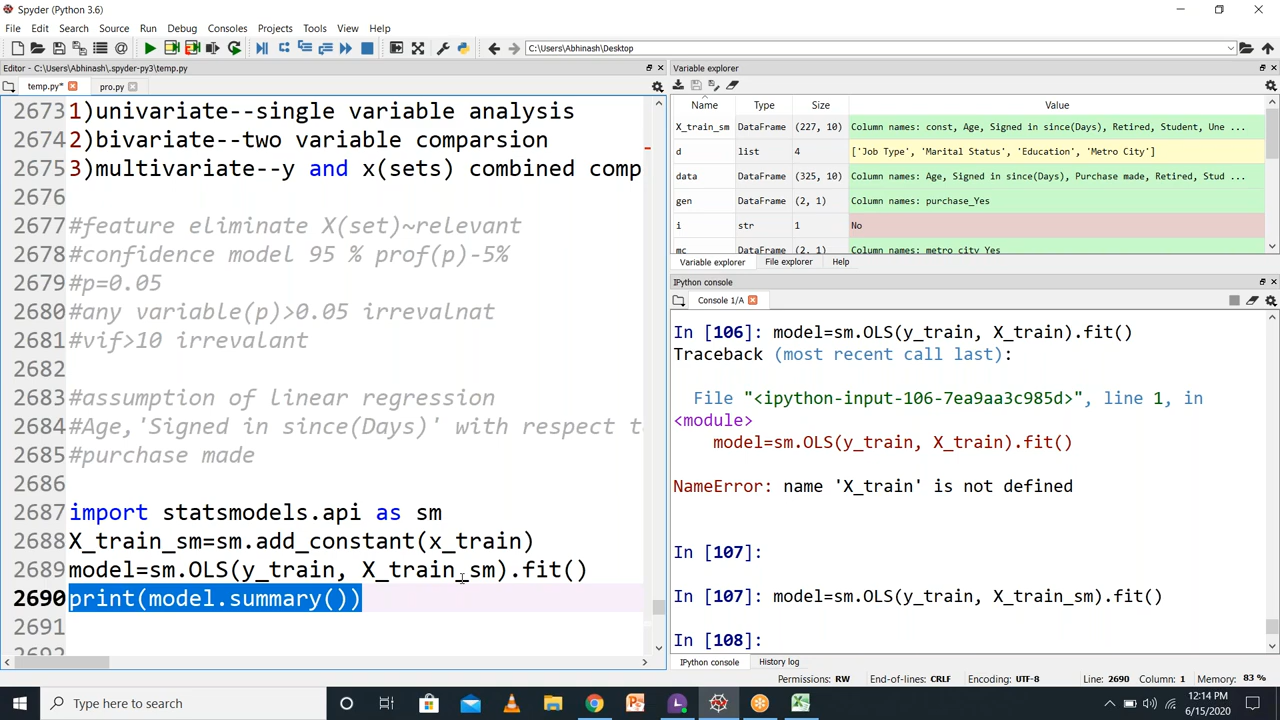 Spyder (Python 3.6)
File Edit Search Source Run Debug Consoles Projects Tools View Help
C:\Users\Abhinash\Desktop
Editor - C:\Users\Abhinash\.spyder-py3\temp.py
temp.py* pro.py
2673 1)univariate--single variable analysis
2674 2)bivariate--two variable comparsion
2675 3)multivariate--y and x(sets) combined comp
2676
2677 #feature eliminate X(set)~relevant
2678 #confidence model 95 % prof(p)-5%
2679 #p=0.05
2680 #any variable(p)>0.05 irrevalnat
2681 #vif>10 irrevalant
2682
2683 #assumption of linear regression
2684 #Age,'Signed in since(Days)' with respect t
2685 #purchase made
2686
2687 import statsmodels.api as sm
2688 X_train_sm=sm.add_constant(x_train)
2689 model=sm.OLS(y_train, X_train_sm).fit()
2690 print(model.summary())
2691
Variable explorer
Name Type Size Value
X_train_sm DataFrame (227, 10) Column names: const, Age, Signed in since(Days), Retired, Student, Une ...
d list 4 ['Job Type', 'Marital Status', 'Education', 'Metro City']
data DataFrame (325, 10) Column names: Age, Signed in since(Days), Purchase made, Retired, Stud ...
gen DataFrame (2, 1) Column names: purchase_Yes
i str 1 No
mc DataFrame (2, 1) Column names: metro city Yes
Variable explorer File explorer Help
IPython console
Console 1/A
In [106]: model=sm.OLS(y_train, X_train).fit()
Traceback (most recent call last):
File "<ipython-input-106-7ea9aa3c985d>", line 1, in
<module>
model=sm.OLS(y_train, X_train).fit()
NameError: name 'X_train' is not defined
In [107]:
In [107]: model=sm.OLS(y_train, X_train_sm).fit()
In [108]:
IPython console History log
Permissions: RW End-of-lines: CRLF Encoding: UTF-8 Line: 2690 Column: 1 Memory: 83 %
Type here to search
12:14 PM
6/15/2020